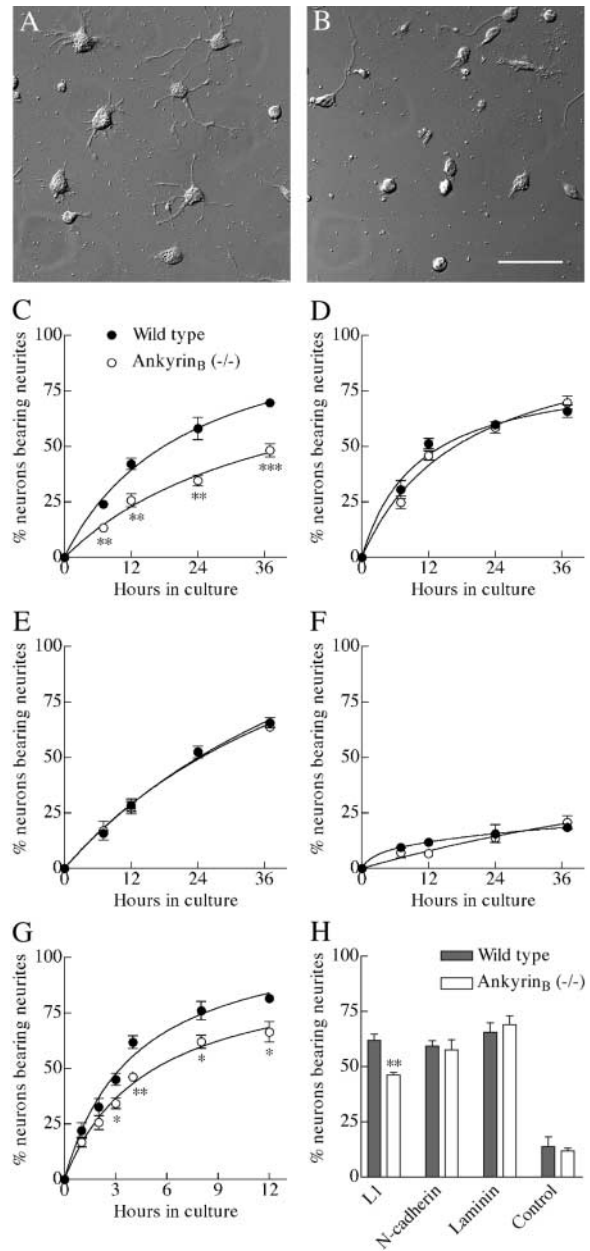 A
B
C
Wild type
AnkyrinB (-/-)
100
75
50
25
0
% neurons bearing neurites
** ** ** ***
0 12 24 36
Hours in culture
D
100
75
50
25
0
% neurons bearing neurites
0 12 24 36
Hours in culture
E
100
75
50
25
0
% neurons bearing neurites
0 12 24 36
Hours in culture
F
100
75
50
25
0
% neurons bearing neurites
0 12 24 36
Hours in culture
G
100
75
50
25
0
% neurons bearing neurites
* ** * *
0 3 6 9 12
Hours in culture
H
Wild type
AnkyrinB (-/-)
100
75
50
25
0
% neurons bearing neurites
**
L1
N-cadherin
Laminin
Control